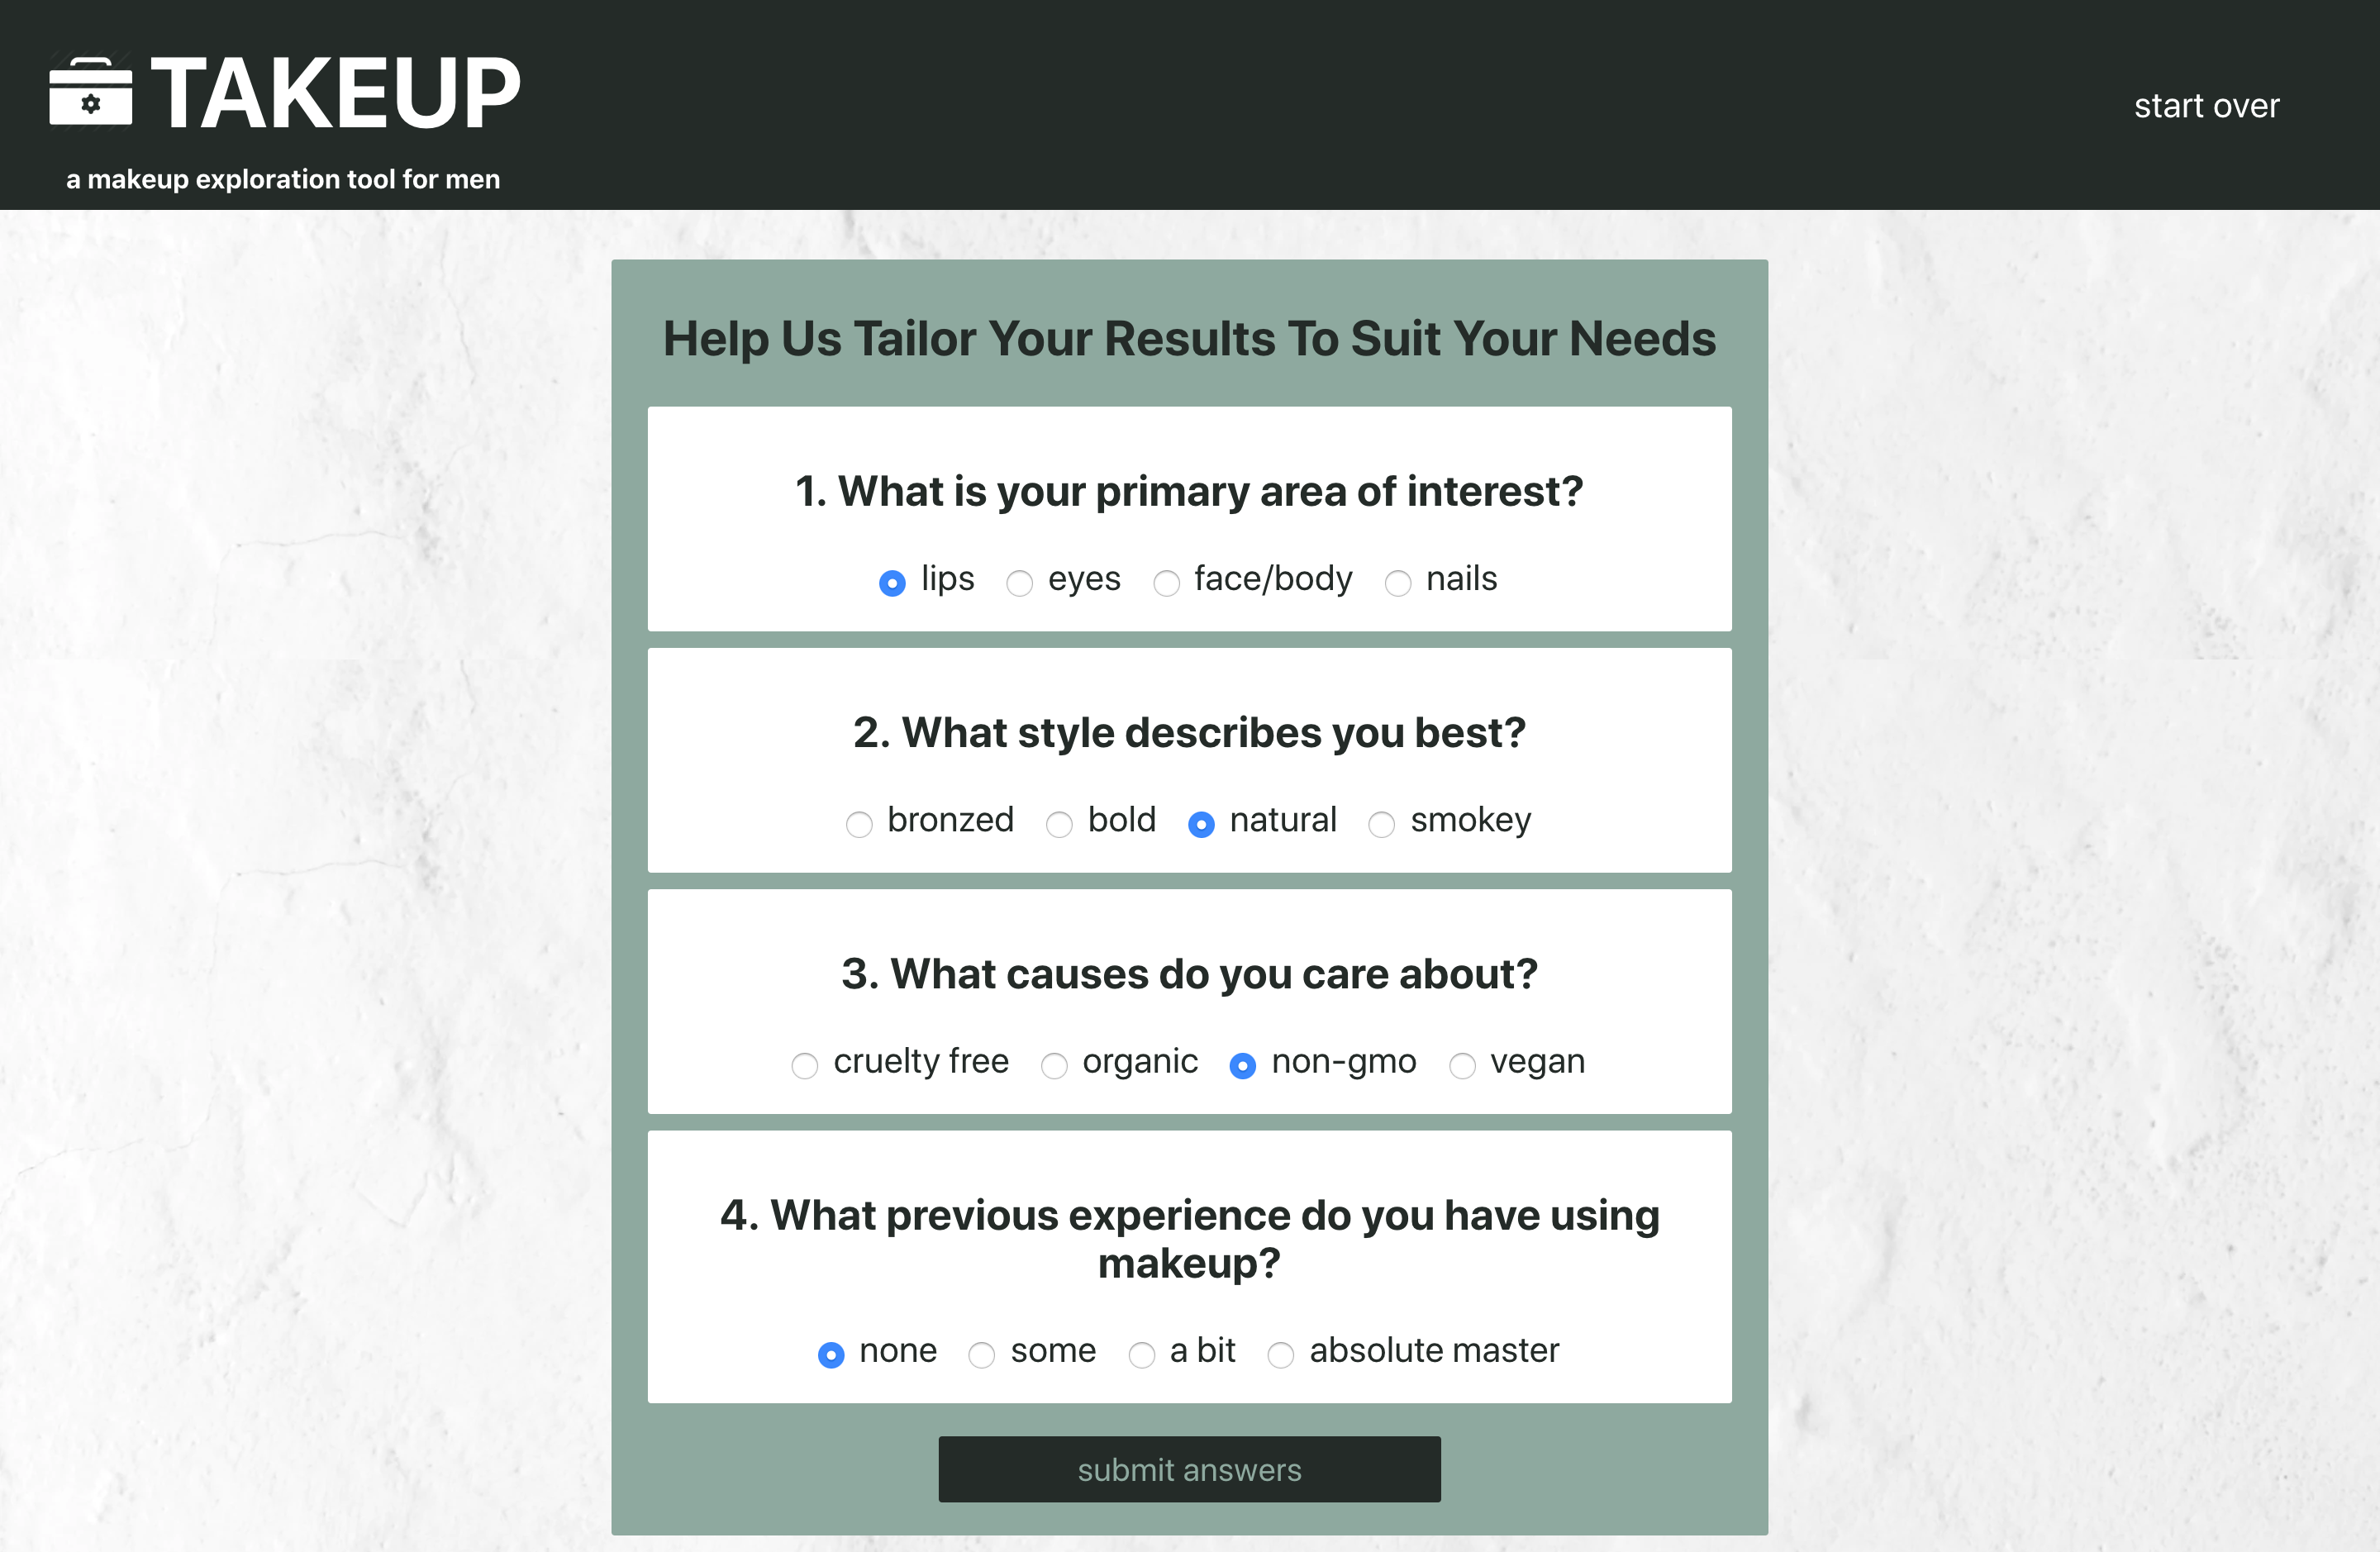 TAKEUP
a makeup exploration tool for men
start over
Help Us Tailor Your Results To Suit Your Needs
1. What is your primary area of interest?
lips eyes face/body nails
2. What style describes you best?
bronzed bold natural smokey
3. What causes do you care about?
cruelty free organic non-gmo vegan
4. What previous experience do you have using
makeup?
none some a bit absolute master
submit answers